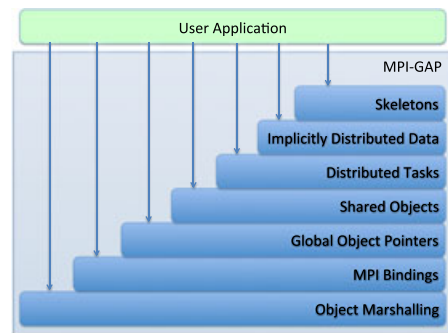 User Application
MPI-GAP
Skeletons
Implicitly Distributed Data
Distributed Tasks
Shared Objects
Global Object Pointers
MPI Bindings
Object Marshalling